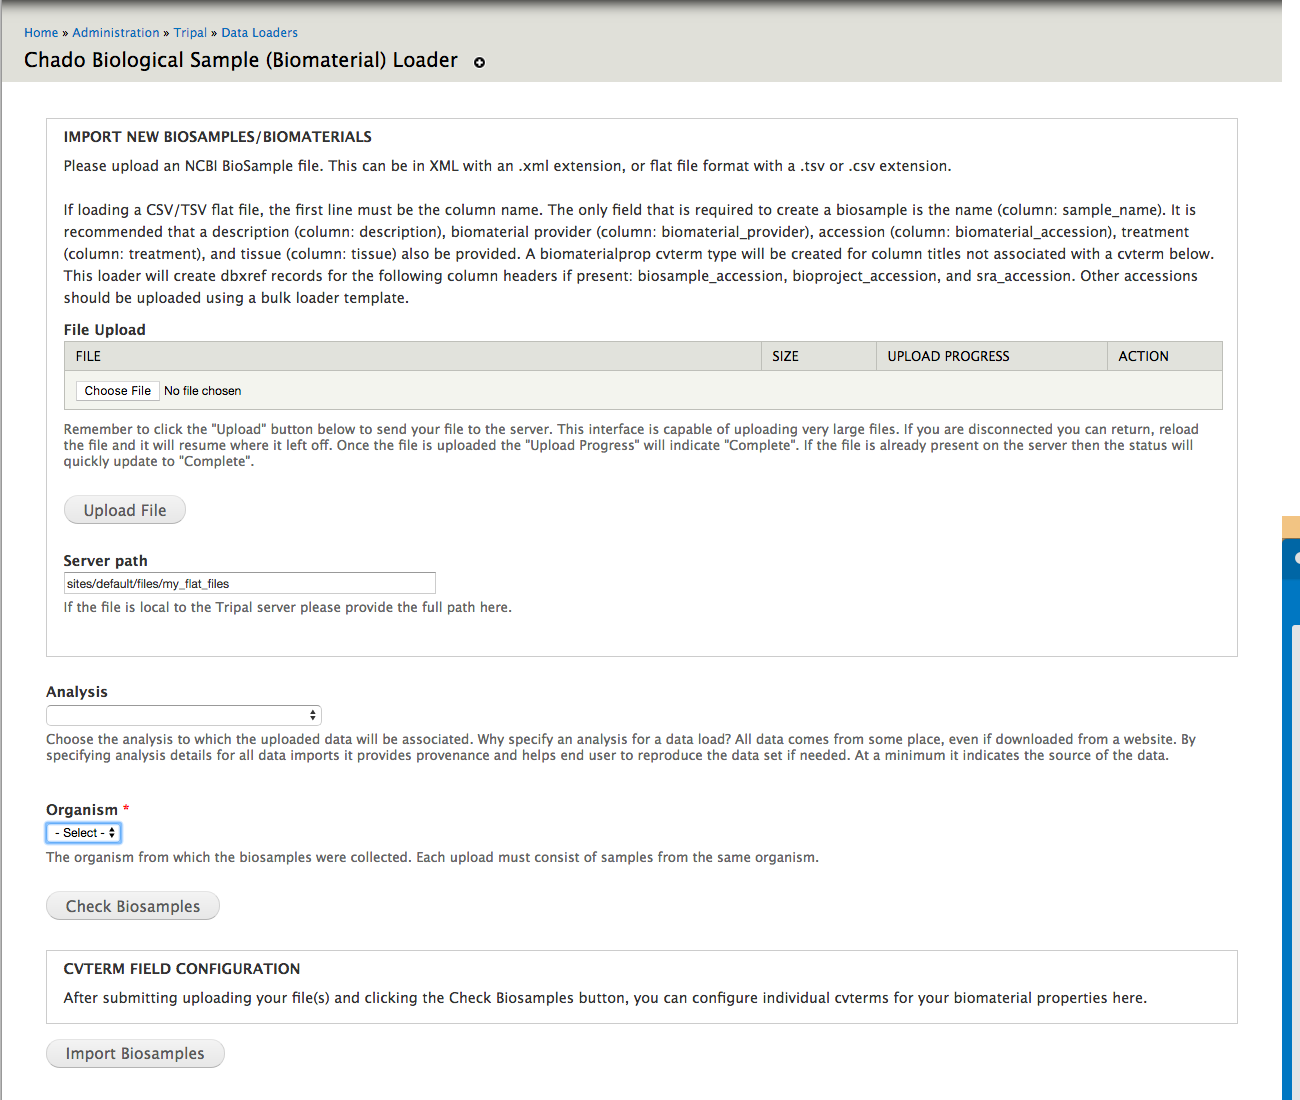 Home » Administration » Tripal » Data Loaders
Chado Biological Sample (Biomaterial) Loader
IMPORT NEW BIOSAMPLES/BIOMATERIALS
Please upload an NCBI BioSample file. This can be in XML with an .xml extension, or flat file format with a .tsv or .csv extension.
If loading a CSV/TSV flat file, the first line must be the column name. The only field that is required to create a biosample is the name (column: sample_name). It is
recommended that a description (column: description), biomaterial provider (column: biomaterial_provider), accession (column: biomaterial_accession), treatment
(column: treatment), and tissue (column: tissue) also be provided. A biomaterialprop cvterm type will be created for column titles not associated with a cvterm below.
This loader will create dbxref records for the following column headers if present: biosample_accession, bioproject_accession, and sra_accession. Other accessions
should be uploaded using a bulk loader template.
File Upload
FILE SIZE UPLOAD PROGRESS ACTION
Choose File No file chosen
Remember to click the "Upload" button below to send your file to the server. This interface is capable of uploading very large files. If you are disconnected you can return, reload
the file and it will resume where it left off. Once the file is uploaded the "Upload Progress" will indicate "Complete". If the file is already present on the server then the status will
quickly update to "Complete".
Upload File
Server path
sites/default/files/my_flat_files
If the file is local to the Tripal server please provide the full path here.
Analysis
Choose the analysis to which the uploaded data will be associated. Why specify an analysis for a data load? All data comes from some place, even if downloaded from a website. By
specifying analysis details for all data imports it provides provenance and helps end user to reproduce the data set if needed. At a minimum it indicates the source of the data.
Organism *
- Select -
The organism from which the biosamples were collected. Each upload must consist of samples from the same organism.
Check Biosamples
CVTERM FIELD CONFIGURATION
After submitting uploading your file(s) and clicking the Check Biosamples button, you can configure individual cvterms for your biomaterial properties here.
Import Biosamples